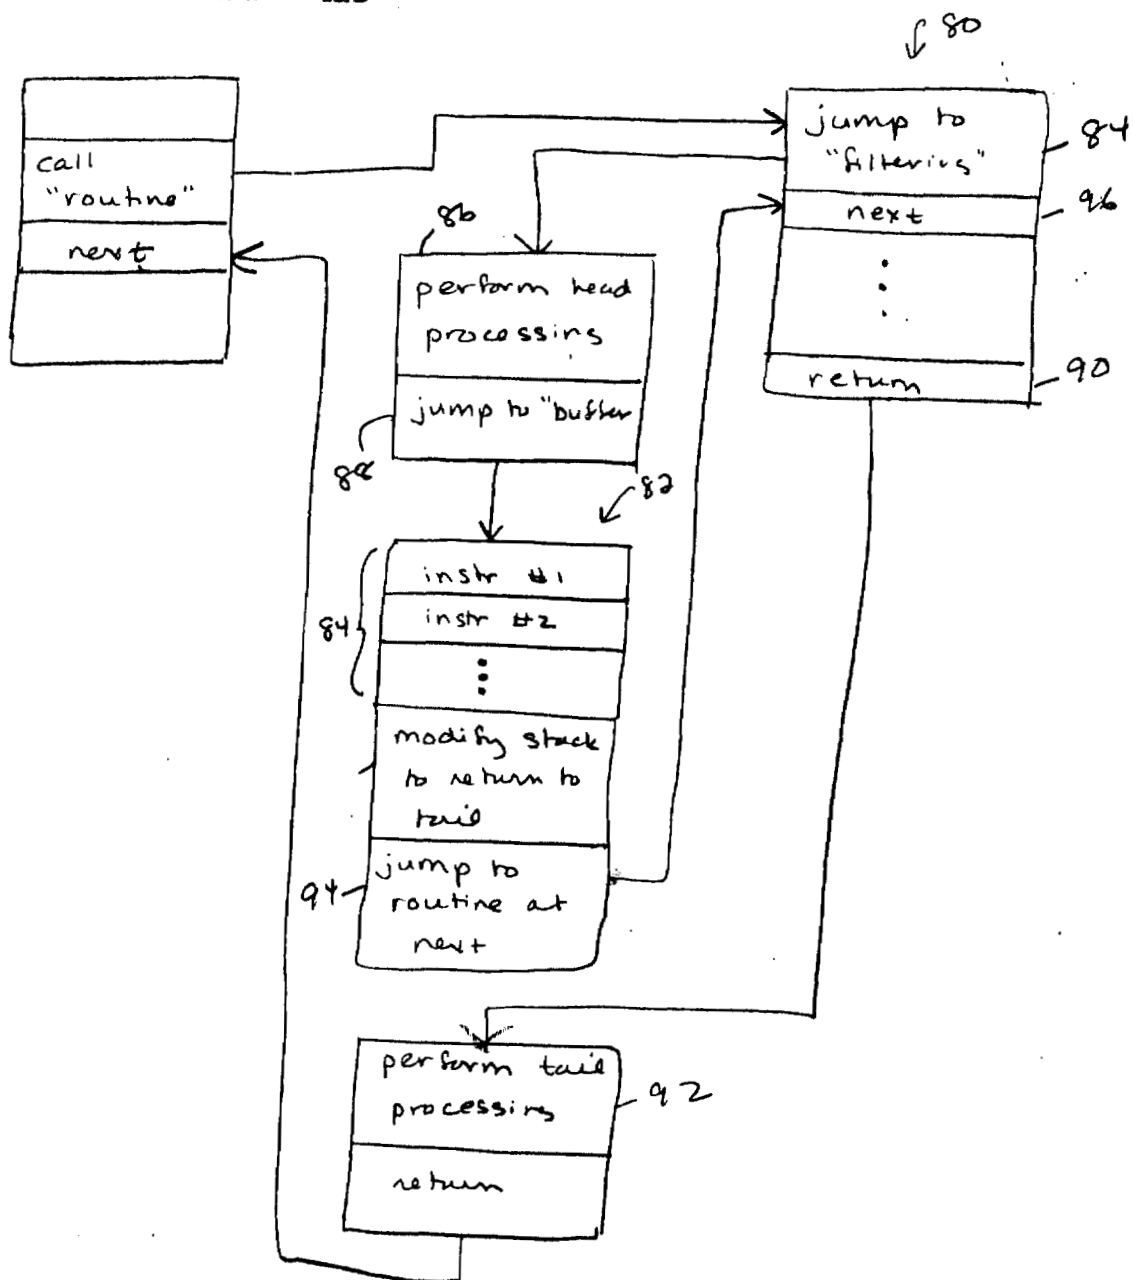 80
call
"routine"
next
jump to
"filtering"
84
next
96
return
90
86
perform head
processing
jump to "buffer
88
82
instr #1
instr #2
84
modify stack
to return to
tail
94
jump to
routine at
next
perform tail
processing
92
return